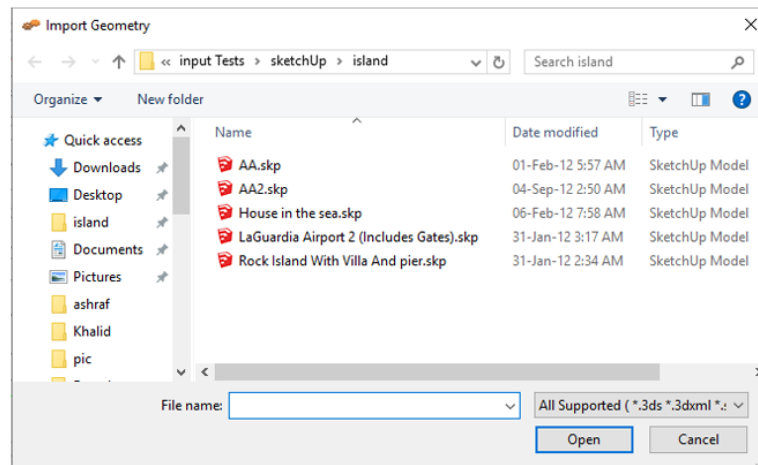 Import Geometry
« input Tests > sketchUp > island
Search island
Organize
New folder
Name Date modified Type
Quick access
Downloads
Desktop
island
Documents
Pictures
ashraf
Khalid
pic
AA.skp 01-Feb-12 5:57 AM SketchUp Model
AA2.skp 04-Sep-12 2:50 AM SketchUp Model
House in the sea.skp 06-Feb-12 7:58 AM SketchUp Model
LaGuardia Airport 2 (Includes Gates).skp 31-Jan-12 3:17 AM SketchUp Model
Rock Island With Villa And pier.skp 31-Jan-12 2:34 AM SketchUp Model
File name:
All Supported ( *.3ds *.3dxml *.:
Open
Cancel